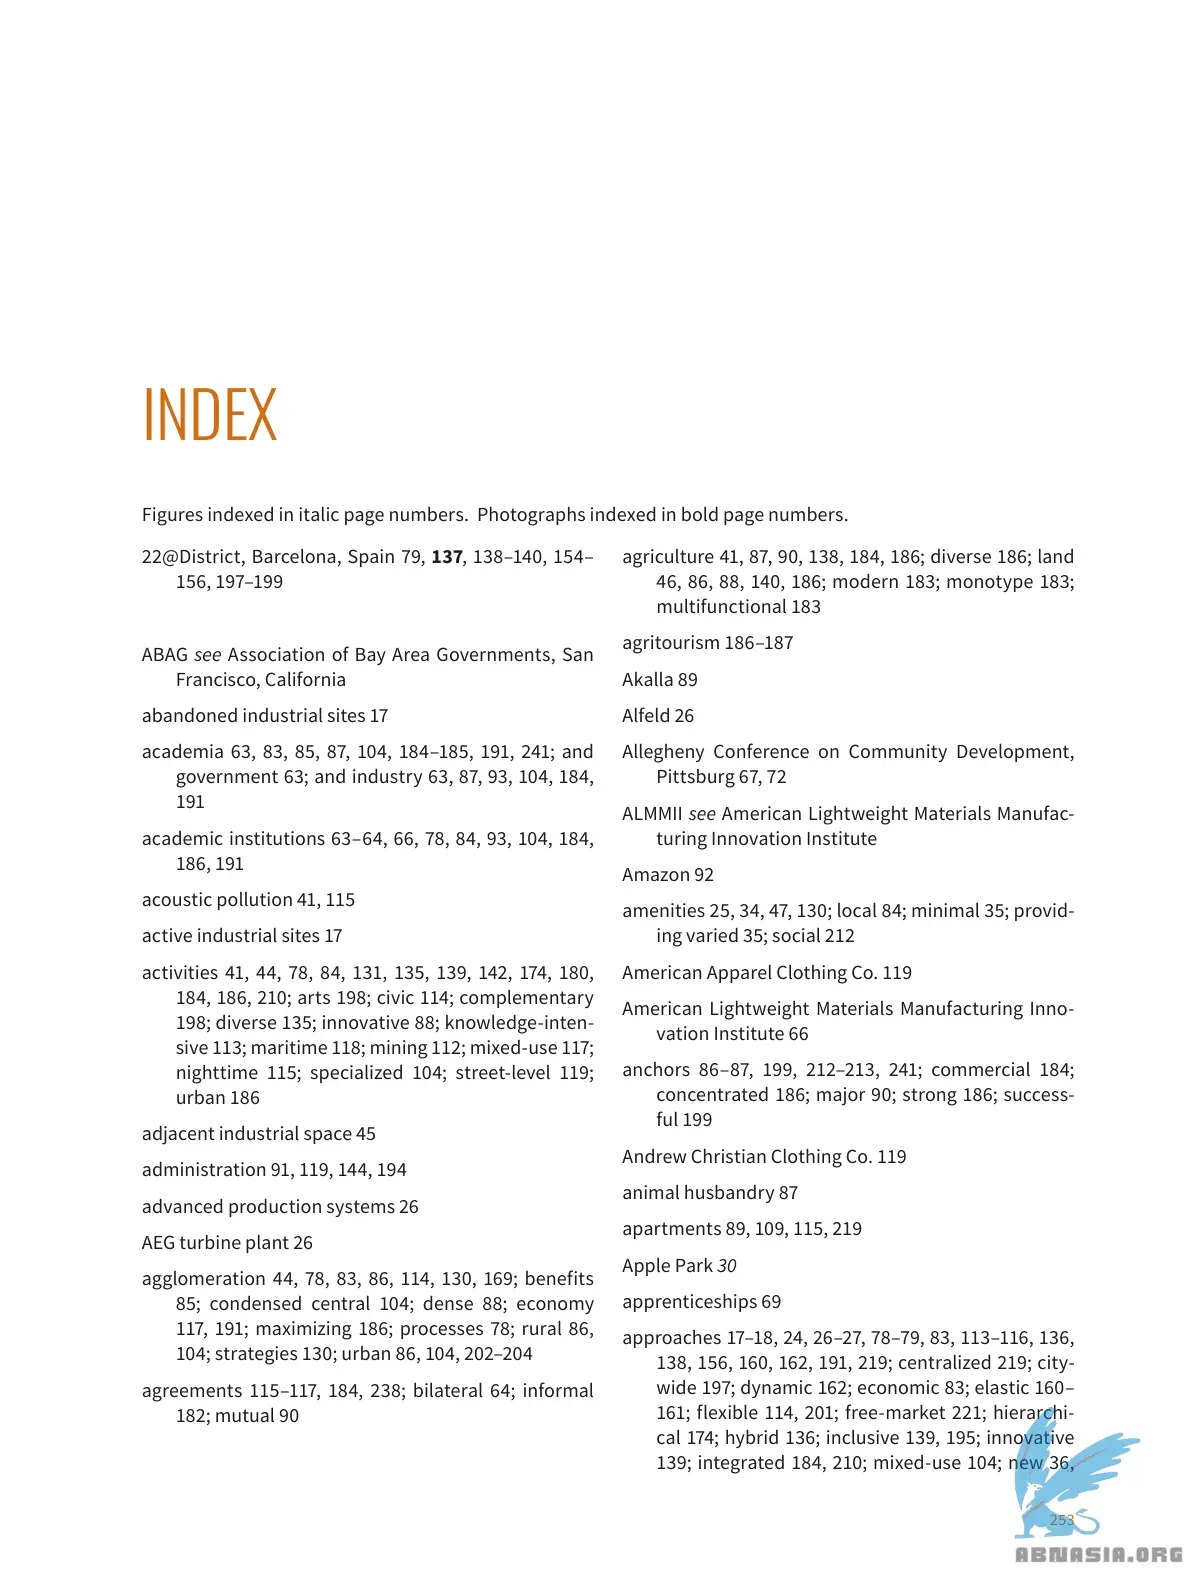 INDEX
Figures indexed in italic page numbers.  Photographs indexed in bold page numbers.
22@District, Barcelona, Spain 79, 137, 138–140, 154–
156, 197–199
ABAG see Association of Bay Area Governments, San
Francisco, California
abandoned industrial sites 17
academia 63, 83, 85, 87, 104, 184–185, 191, 241; and
government 63; and industry 63, 87, 93, 104, 184,
191
academic institutions 63–64, 66, 78, 84, 93, 104, 184,
186, 191
acoustic pollution 41, 115
active industrial sites 17
activities 41, 44, 78, 84, 131, 135, 139, 142, 174, 180,
184, 186, 210; arts 198; civic 114; complementary
198; diverse 135; innovative 88; knowledge-inten-
sive 113; maritime 118; mining 112; mixed-use 117;
nighttime 115; specialized 104; street-level 119;
urban 186
adjacent industrial space 45
administration 91, 119, 144, 194
advanced production systems 26
AEG turbine plant 26
agglomeration 44, 78, 83, 86, 114, 130, 169; benefits
85; condensed central 104; dense 88; economy
117, 191; maximizing 186; processes 78; rural 86,
104; strategies 130; urban 86, 104, 202–204
agreements 115–117, 184, 238; bilateral 64; informal
182; mutual 90
agriculture 41, 87, 90, 138, 184, 186; diverse 186; land
46, 86, 88, 140, 186; modern 183; monotype 183;
multifunctional 183
agritourism 186–187
Akalla 89
Alfeld 26
Allegheny Conference on Community Development,
Pittsburg 67, 72
ALMMII see American Lightweight Materials Manufac-
turing Innovation Institute
Amazon 92
amenities 25, 34, 47, 130; local 84; minimal 35; provid-
ing varied 35; social 212
American Apparel Clothing Co. 119
American Lightweight Materials Manufacturing Inno-
vation Institute 66
anchors 86–87, 199, 212–213, 241; commercial 184;
concentrated 186; major 90; strong 186; success-
ful 199
Andrew Christian Clothing Co. 119
animal husbandry 87
apartments 89, 109, 115, 219
Apple Park 30
apprenticeships 69
approaches 17–18, 24, 26–27, 78–79, 83, 113–116, 136,
138, 156, 160, 162, 191, 219; centralized 219; city-
wide 197; dynamic 162; economic 83; elastic 160–
161; flexible 114, 201; free-market 221; hierarchi-
cal 174; hybrid 136; inclusive 139, 195; innovative
139; integrated 184, 210; mixed-use 104; new 36,
253
ABNASIA.ORG